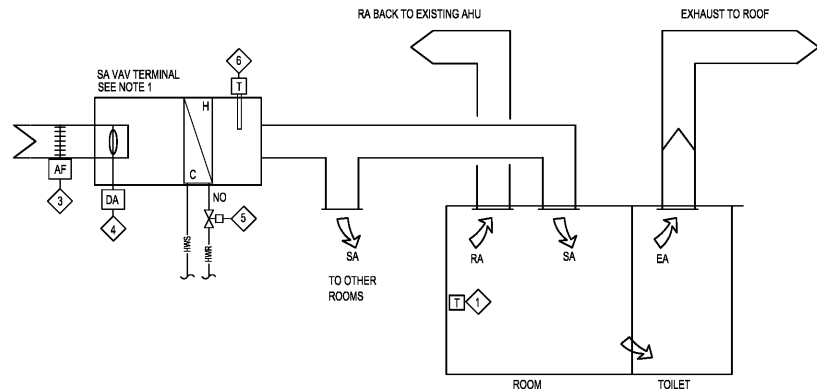 RA BACK TO EXISTING AHU
EXHAUST TO ROOF
6
SA VAV TERMINAL
SEE NOTE 1
T
H
AF
C
NO
3
DA
4
5
HWS
HWR
SA
RA
SA
EA
TO OTHER
ROOMS
T
1
ROOM
TOILET